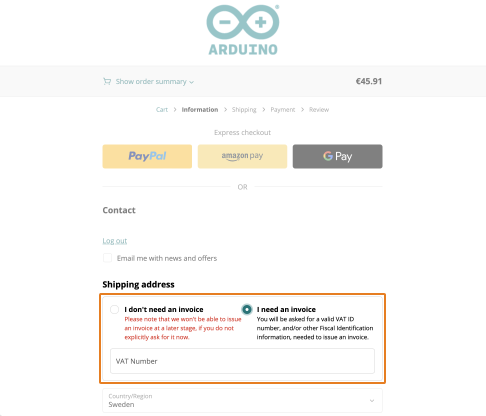 ARDUINO
Show order summary
€45.91
Cart > Information > Shipping > Payment > Review
Express checkout
PayPal
amazon pay
G Pay
OR
Contact
Log out
Email me with news and offers
Shipping address
I don't need an invoice
Please note that we won't be able to issue
an invoice at a later stage, if you do not
explicitly ask for it now.
I need an invoice
You will be asked for a valid VAT ID
number, and/or other Fiscal Identification
information, needed to issue an invoice.
VAT Number
Country/Region
Sweden